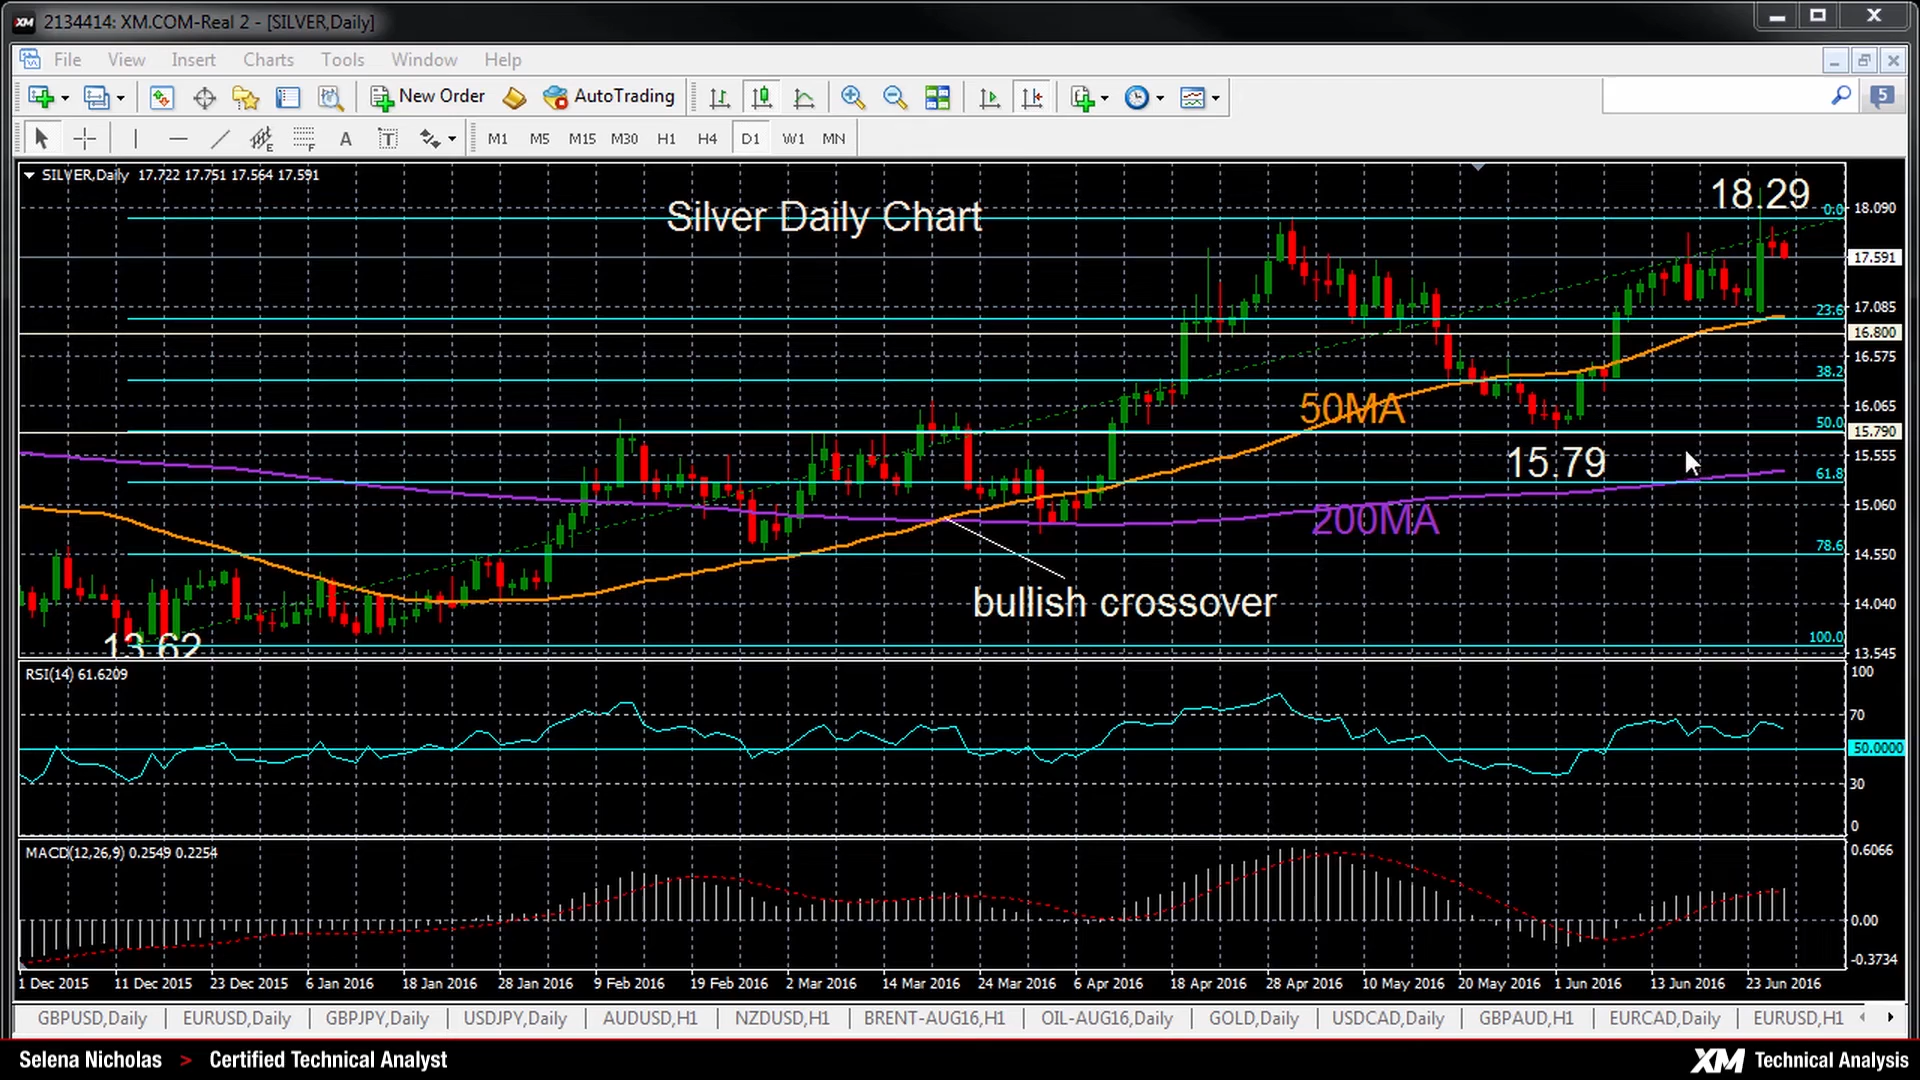 XM 2134414: XM.COM-Real 2 - [SILVER,Daily]
File View Insert Charts Tools Window Help
New Order AutoTrading 5
E F A T M1 M5 M15 M30 H1 H4 D1 W1 MN
SILVER,Daily 17.722 17.751 17.564 17.591
18.29
Silver Daily Chart
0.0
18.090
17.591
17.085
23.6
16.800
16.575
38.2
50MA
16.065
50.0
15.790
15.79
15.555
61.8
200MA
15.060
78.6
14.550
bullish crossover
14.040
13.62
100.0
13.545
RSI(14) 61.6209
100
70
50.0000
30
0
MACD(12,26,9) 0.2549 0.2254
0.6066
0.00
-0.3734
1 Dec 2015 11 Dec 2015 23 Dec 2015 6 Jan 2016 18 Jan 2016 28 Jan 2016 9 Feb 2016 19 Feb 2016 2 Mar 2016 14 Mar 2016 24 Mar 2016 6 Apr 2016 18 Apr 2016 28 Apr 2016 10 May 2016 20 May 2016 1 Jun 2016 13 Jun 2016 23 Jun 2016
GBPUSD,Daily EURUSD,Daily GBPJPY,Daily USDJPY,Daily AUDUSD,H1 NZDUSD,H1 BRENT-AUG16,H1 OIL-AUG16,Daily GOLD,Daily USDCAD,Daily GBPAUD,H1 EURCAD,Daily EURUSD,H1
Selena Nicholas > Certified Technical Analyst XM Technical Analysis